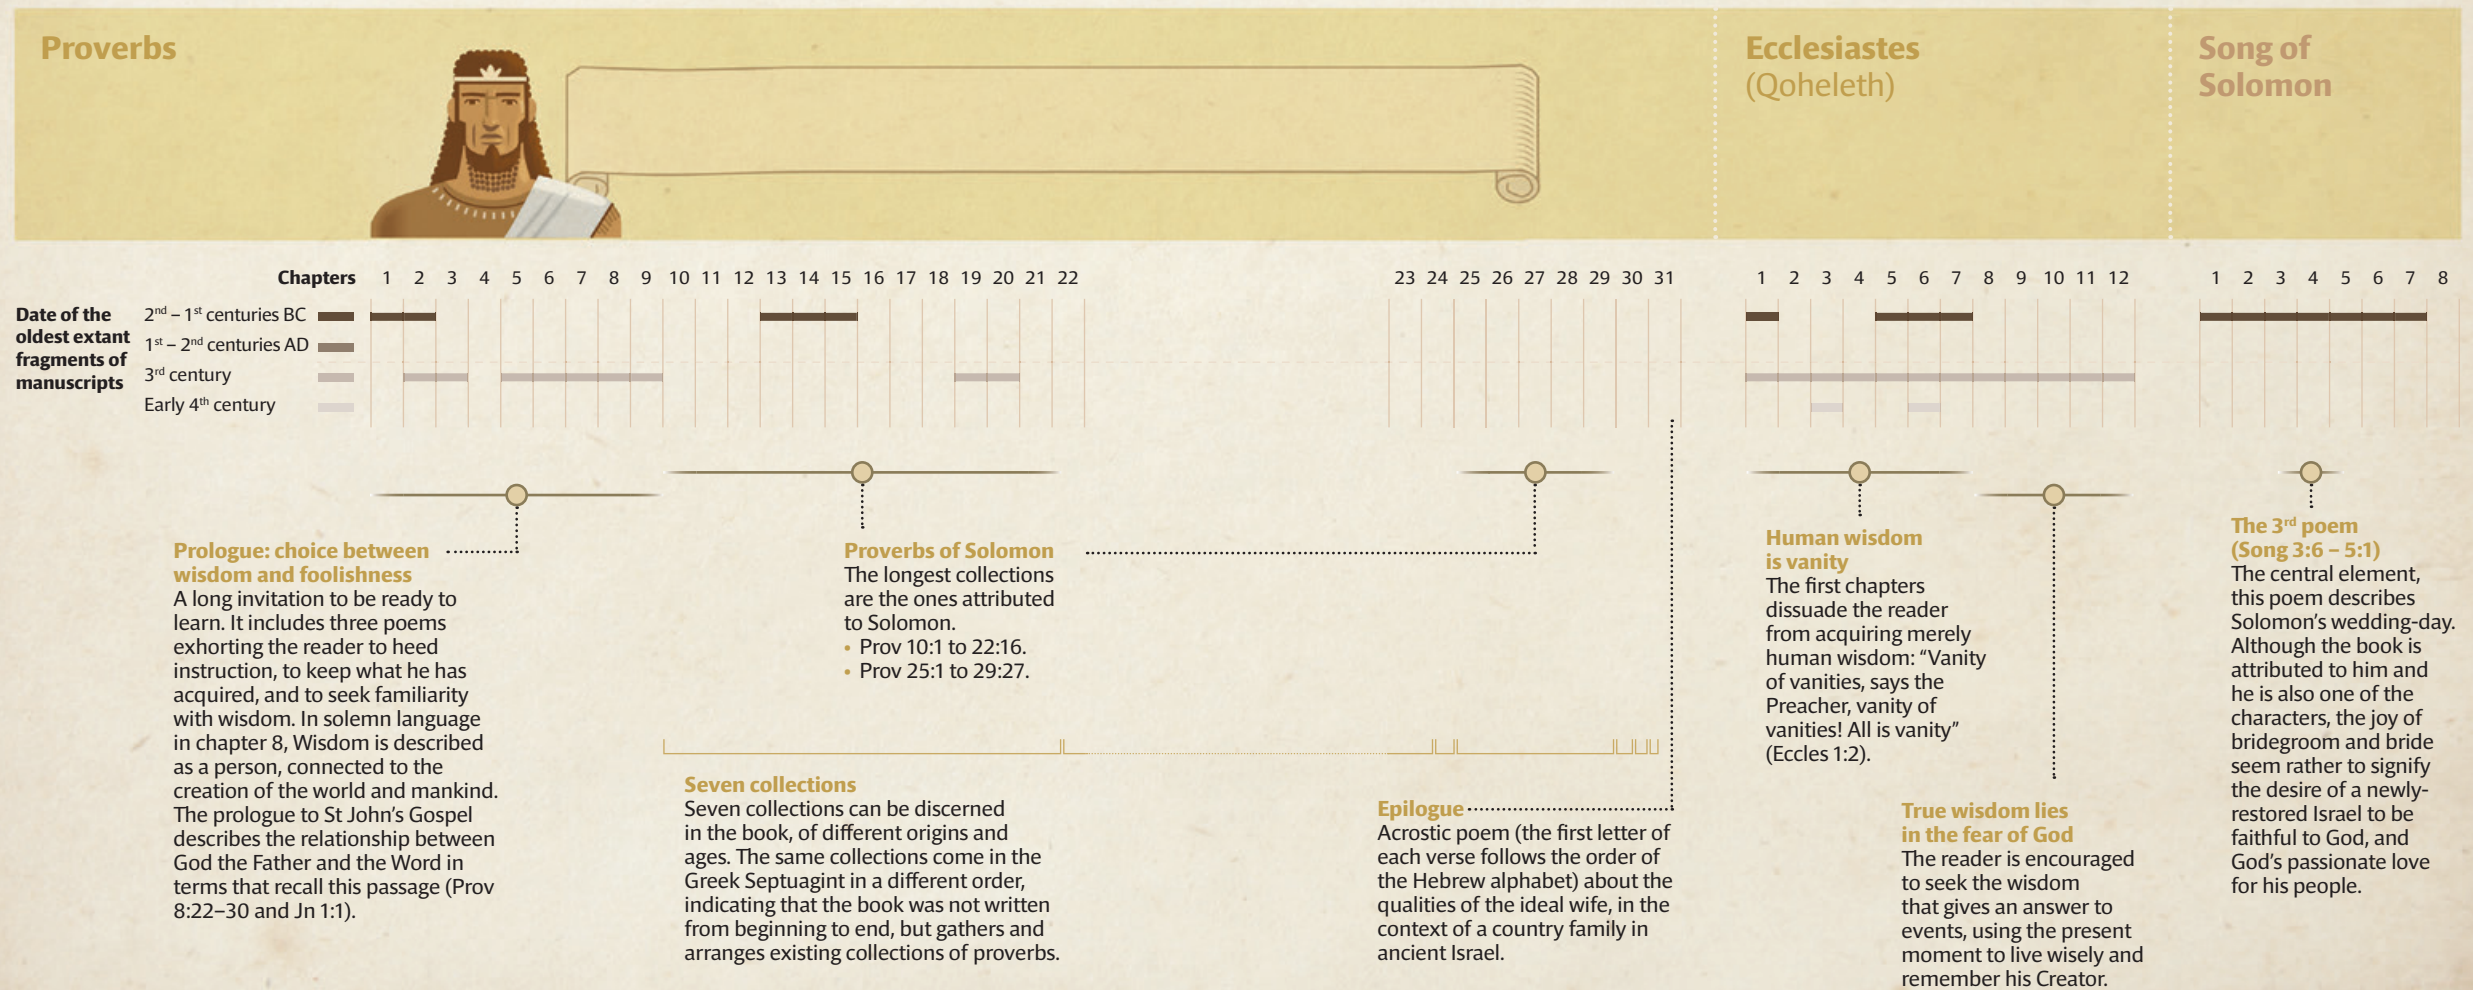 Proverbs
Ecclesiastes
(Qoheleth)
Song of
Solomon
Chapters 1 2 3 4 5 6 7 8 9 10 11 12 13 14 15 16 17 18 19 20 21 22 23 24 25 26 27 28 29 30 31 1 2 3 4 5 6 7 8 9 10 11 12 1 2 3 4 5 6 7 8
Date of the
oldest extant
fragments of
manuscripts
2nd – 1st centuries BC
1st – 2nd centuries AD
3rd century
Early 4th century
Prologue: choice between
wisdom and foolishness
A long invitation to be ready to
learn. It includes three poems
exhorting the reader to heed
instruction, to keep what he has
acquired, and to seek familiarity
with wisdom. In solemn language
in chapter 8, Wisdom is described
as a person, connected to the
creation of the world and mankind.
The prologue to St John's Gospel
describes the relationship between
God the Father and the Word in
terms that recall this passage (Prov
8:22–30 and Jn 1:1).
Proverbs of Solomon
The longest collections
are the ones attributed
to Solomon.
• Prov 10:1 to 22:16.
• Prov 25:1 to 29:27.
Seven collections
Seven collections can be discerned
in the book, of different origins and
ages. The same collections come in the
Greek Septuagint in a different order,
indicating that the book was not written
from beginning to end, but gathers and
arranges existing collections of proverbs.
Epilogue
Acrostic poem (the first letter of
each verse follows the order of
the Hebrew alphabet) about the
qualities of the ideal wife, in the
context of a country family in
ancient Israel.
Human wisdom
is vanity
The first chapters
dissuade the reader
from acquiring merely
human wisdom: “Vanity
of vanities, says the
Preacher, vanity of
vanities! All is vanity”
(Eccles 1:2).
True wisdom lies
in the fear of God
The reader is encouraged
to seek the wisdom
that gives an answer to
events, using the present
moment to live wisely and
remember his Creator.
The 3rd poem
(Song 3:6 – 5:1)
The central element,
this poem describes
Solomon's wedding-day.
Although the book is
attributed to him and
he is also one of the
characters, the joy of
bridegroom and bride
seem rather to signify
the desire of a newly-
restored Israel to be
faithful to God, and
God's passionate love
for his people.